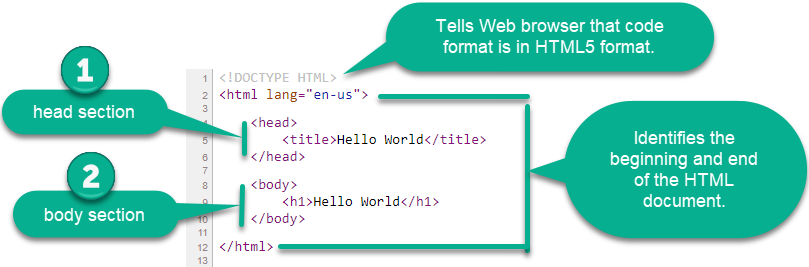 Tells Web browser that code
format is in HTML5 format.
1
head section
1 <!DOCTYPE HTML>
2 <html lang="en-us">
3
4 <head>
5 <title>Hello World</title>
6 </head>
7
2
body section
8 <body>
9 <h1>Hello World</h1>
10 </body>
11
12 </html>
13
Identifies the
beginning and end
of the HTML
document.